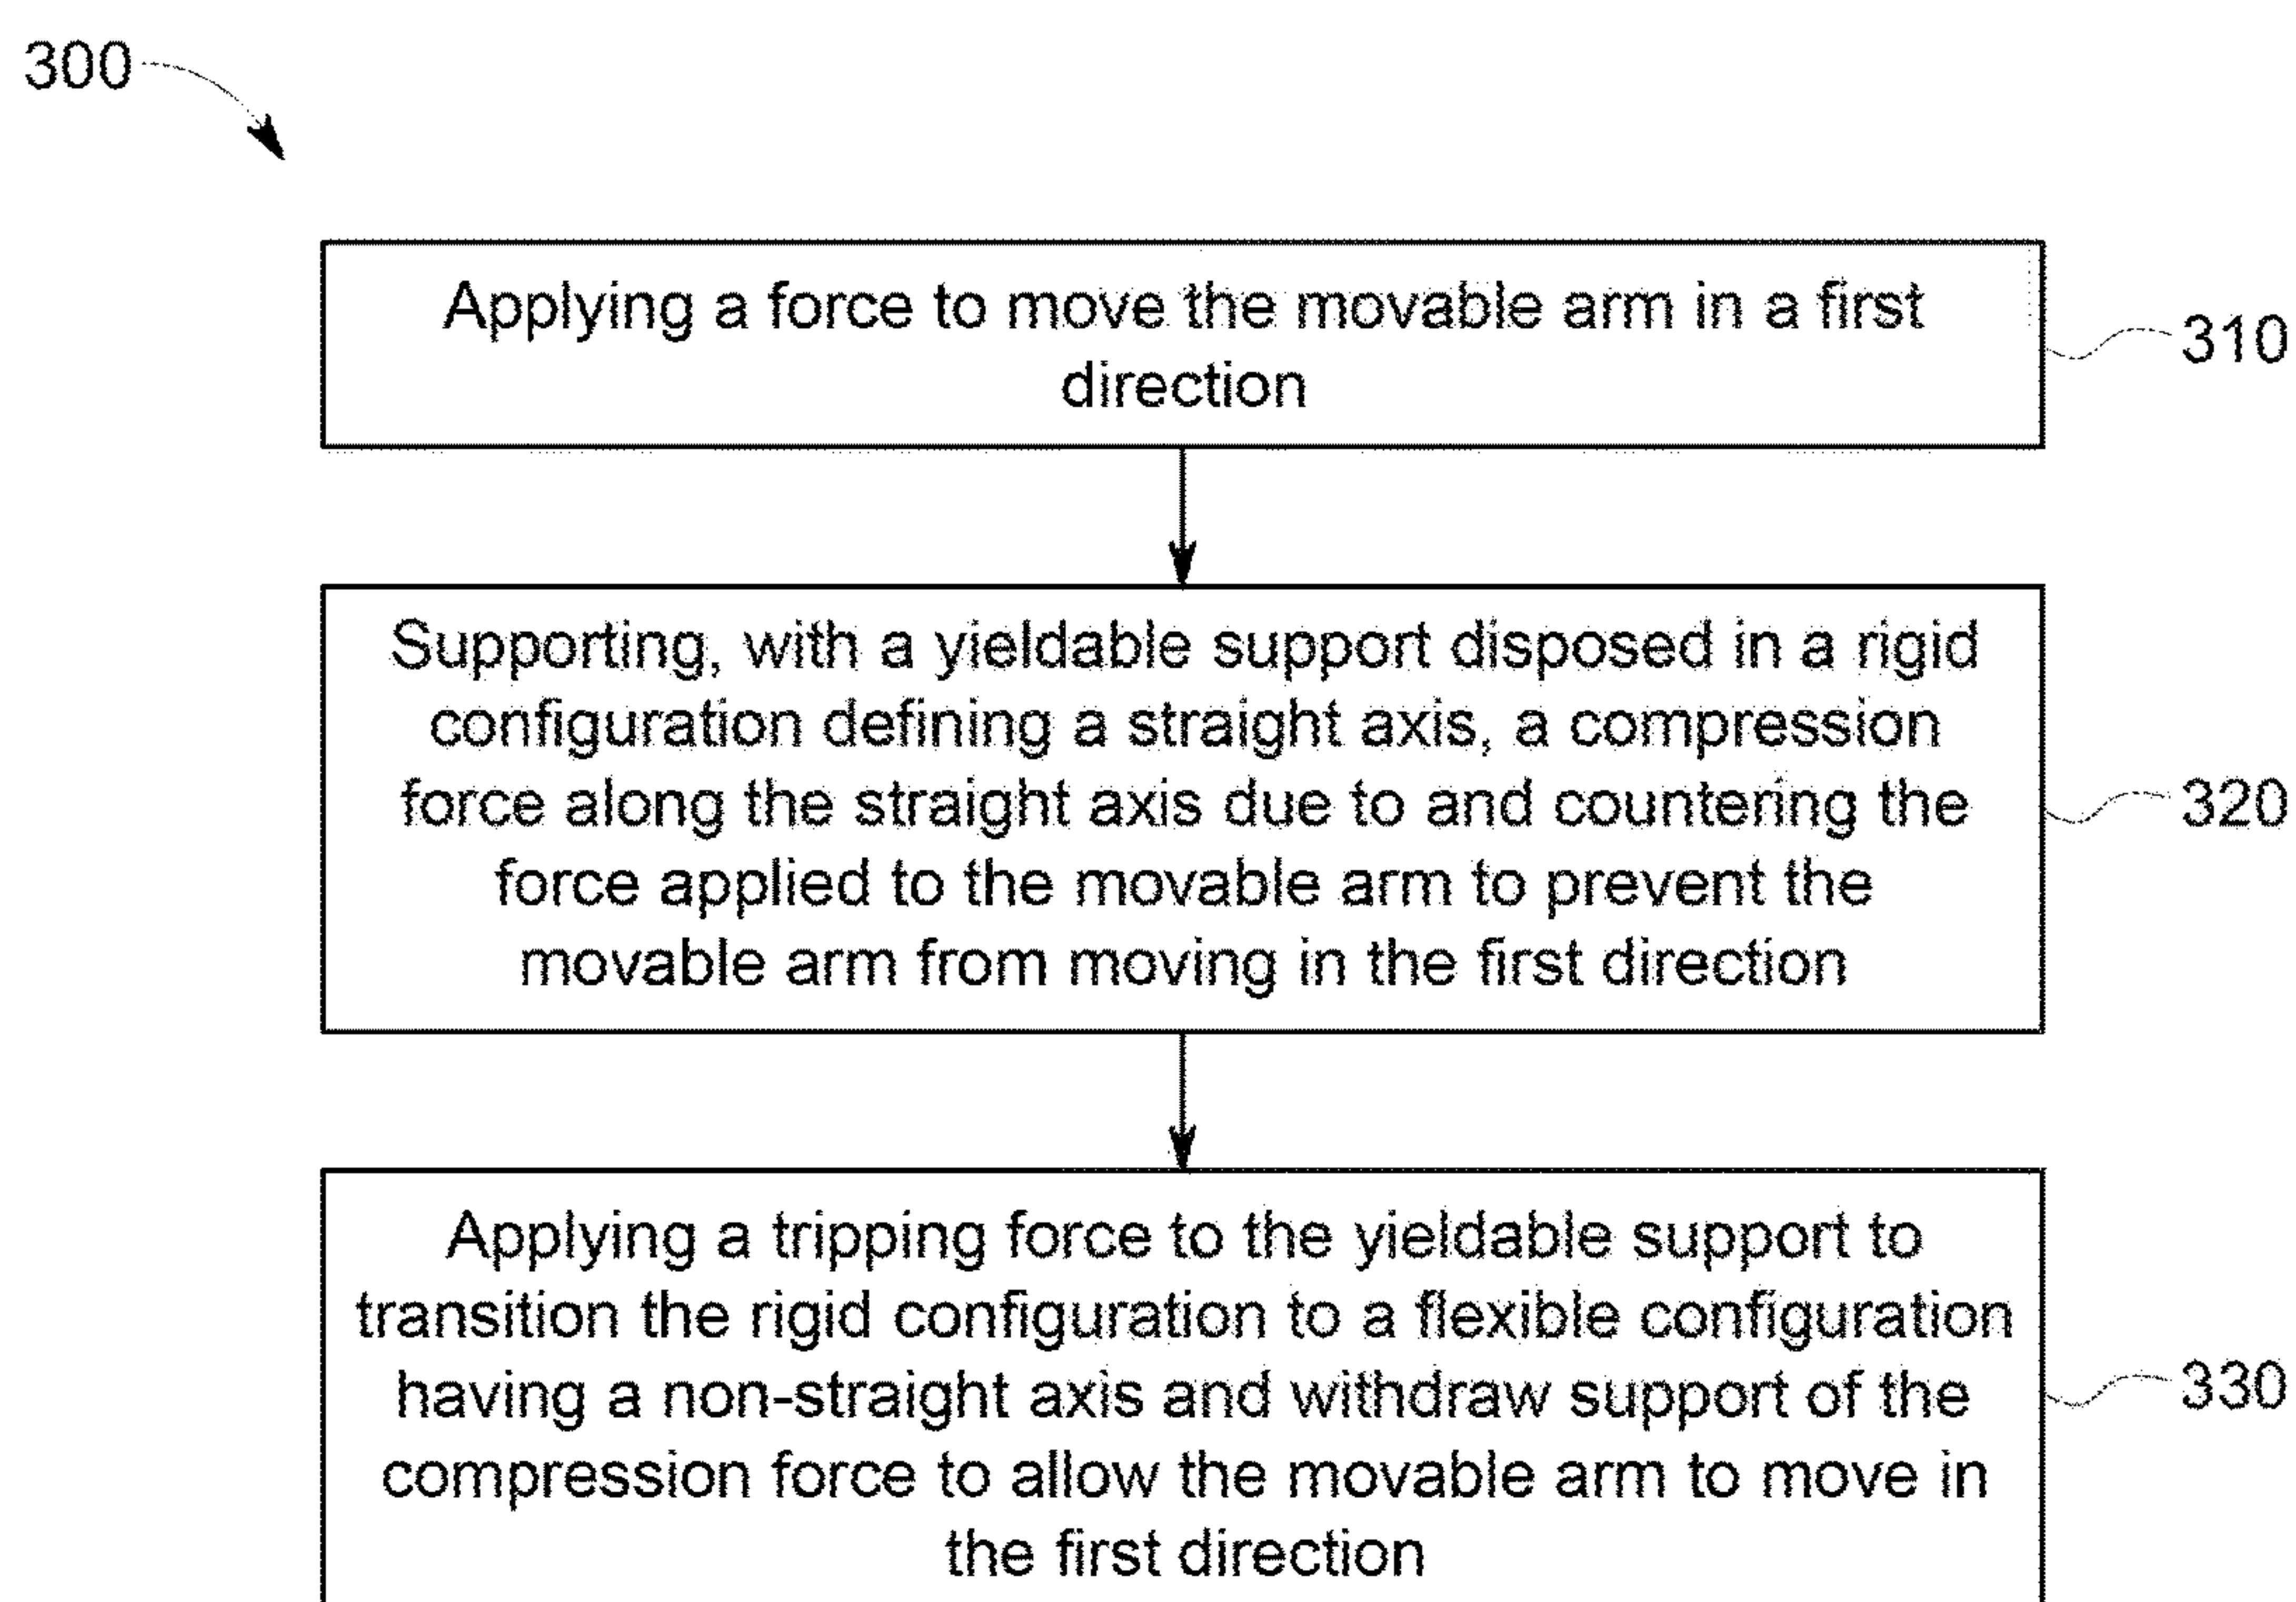 300
Applying a force to move the movable arm in a first
direction
310
Supporting, with a yieldable support disposed in a rigid
configuration defining a straight axis, a compression
force along the straight axis due to and countering the
force applied to the movable arm to prevent the
movable arm from moving in the first direction
320
Applying a tripping force to the yieldable support to
transition the rigid configuration to a flexible configuration
having a non-straight axis and withdraw support of the
compression force to allow the movable arm to move in
the first direction
330